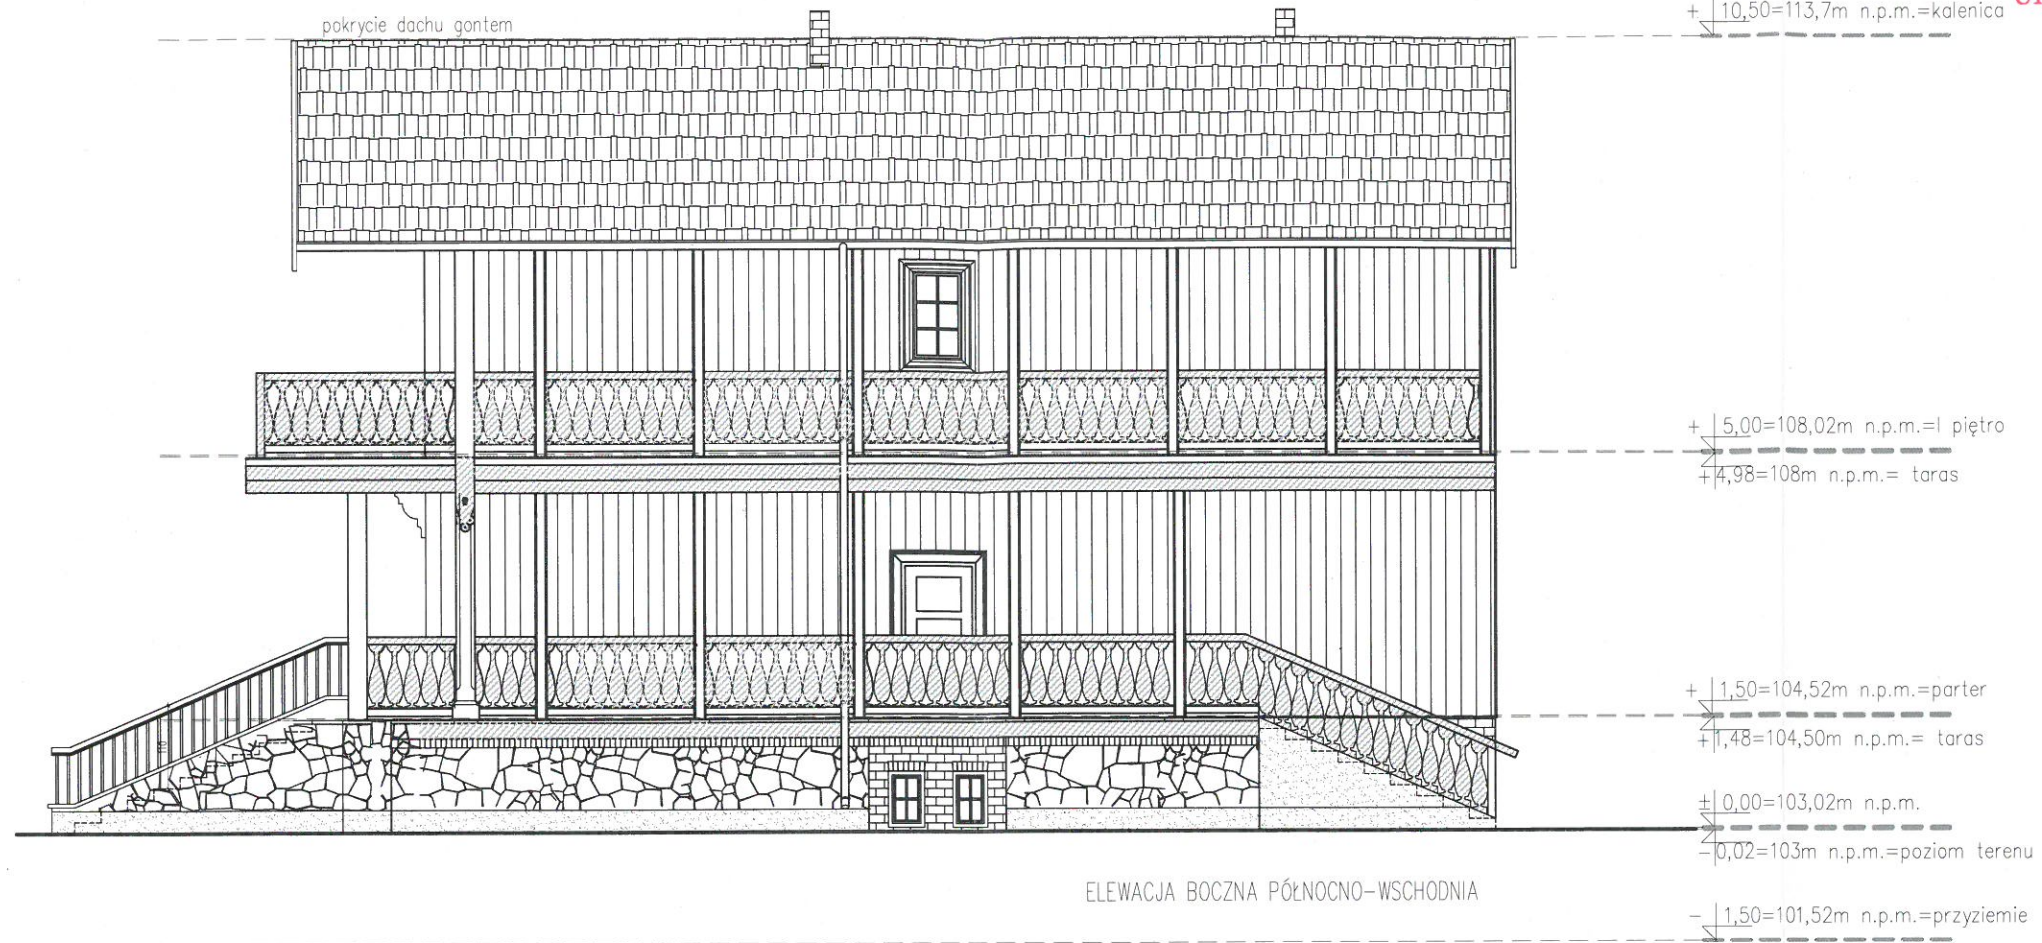 pokrycie dachu gontem
+ 10,50=113,7m n.p.m.=kalenica
+ 5,00=108,02m n.p.m.=I piętro
+4,98=108m n.p.m.= taras
+ 1,50=104,52m n.p.m.=parter
+1,48=104,50m n.p.m.= taras
110
± 0,00=103,02m n.p.m.
-0,02=103m n.p.m.=poziom terenu
ELEWACJA BOCZNA PÓŁNOCNO-WSCHODNIA
- 1,50=101,52m n.p.m.=przyziemie